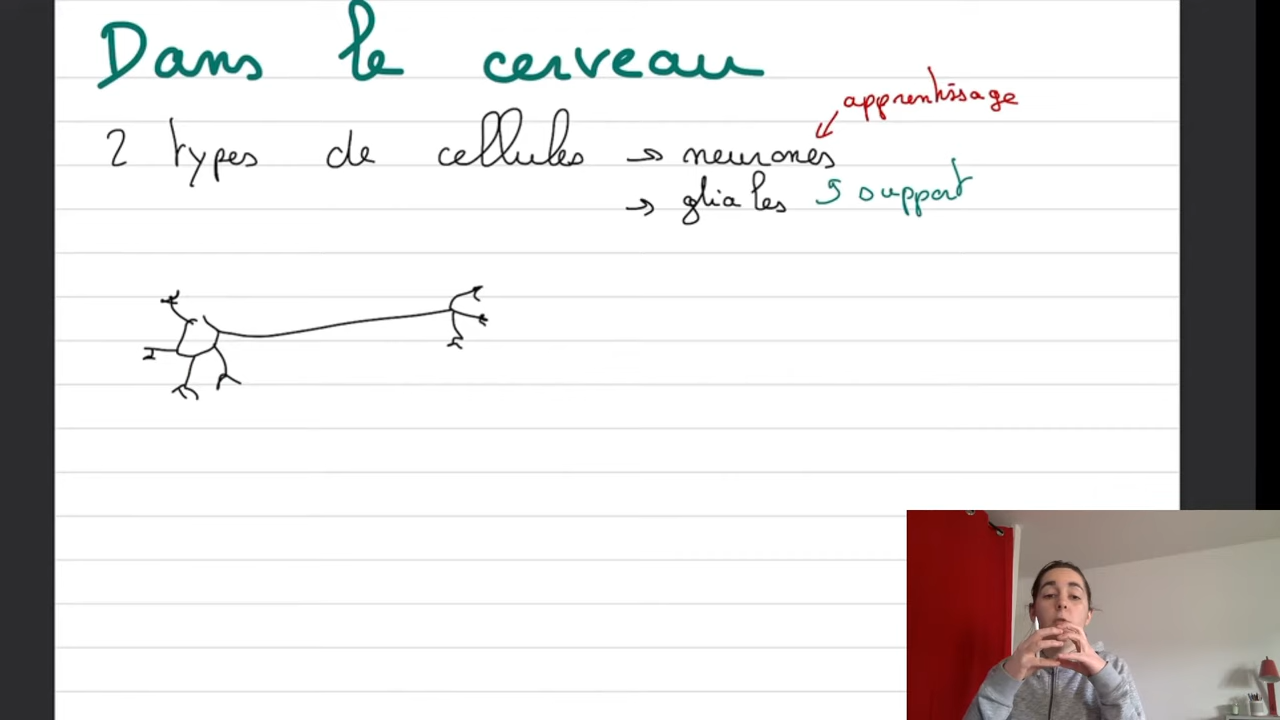 Dans le cerveau
apprentissage
2 types de cellules → neurones
→ gliales support